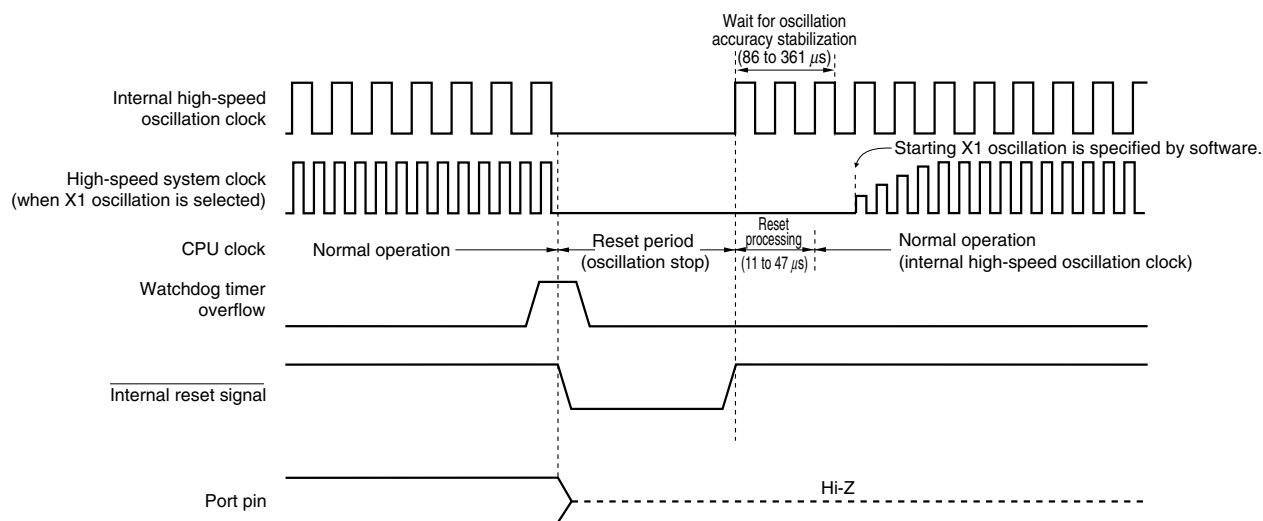 Wait for oscillation
accuracy stabilization
(86 to 361 μs)
Internal high-speed
oscillation clock
Starting X1 oscillation is specified by software.
High-speed system clock
(when X1 oscillation is selected)
CPU clock
Normal operation
Reset period
(oscillation stop)
Reset
processing
(11 to 47 μs)
Normal operation
(internal high-speed oscillation clock)
Watchdog timer
overflow
Internal reset signal
Hi-Z
Port pin